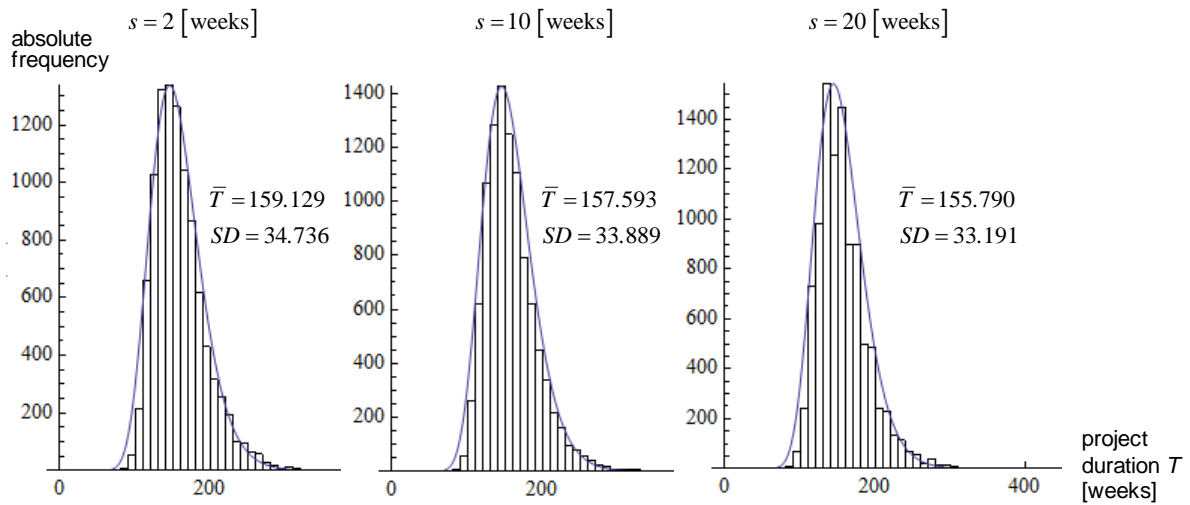 s = 2 [weeks]
s = 10 [weeks]
s = 20 [weeks]
absolute
frequency
1200
1000
800
600
400
200
0
200
T̄ = 159.129
SD = 34.736
1400
1200
1000
800
600
400
200
0
200
T̄ = 157.593
SD = 33.889
1400
1200
1000
800
600
400
200
0
200
400
T̄ = 155.790
SD = 33.191
project
duration T
[weeks]